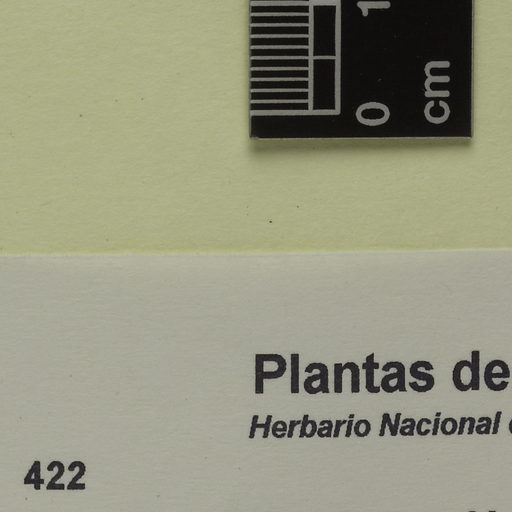 0 1
cm
Plantas de
Herbario Nacional
422